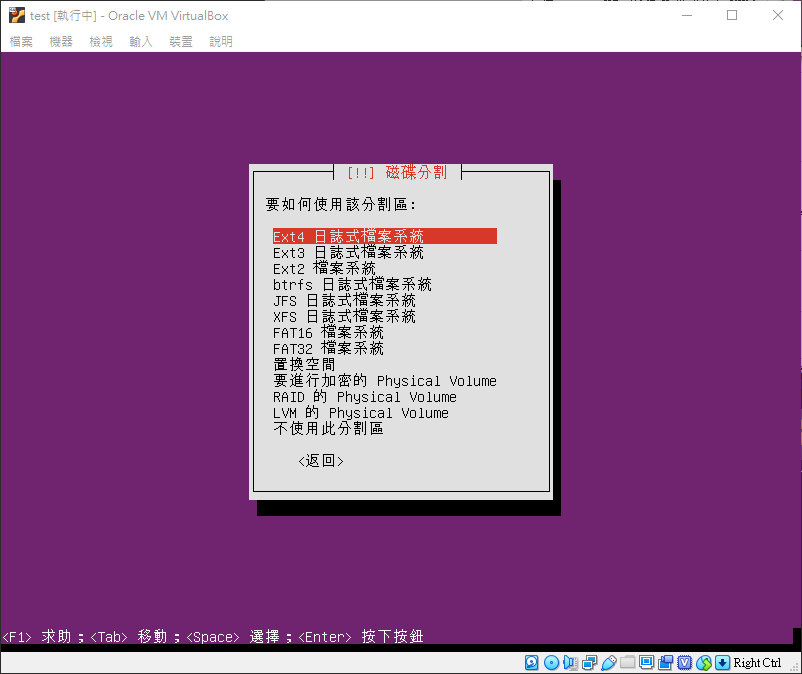 test [執行中] - Oracle VM VirtualBox
檔案 機器 檢視 輸入 裝置 說明
[!!] 磁碟分割
要如何使用該分割區:
Ext4 日誌式檔案系統
Ext3 日誌式檔案系統
Ext2 檔案系統
btrfs 日誌式檔案系統
JFS 日誌式檔案系統
XFS 日誌式檔案系統
FAT16 檔案系統
FAT32 檔案系統
置換空間
要進行加密的 Physical Volume
RAID 的 Physical Volume
LVM 的 Physical Volume
不使用此分割區
<返回>
<F1> 求助；<Tab> 移動；<Space> 選擇；<Enter> 按下按鈕
Right Ctrl